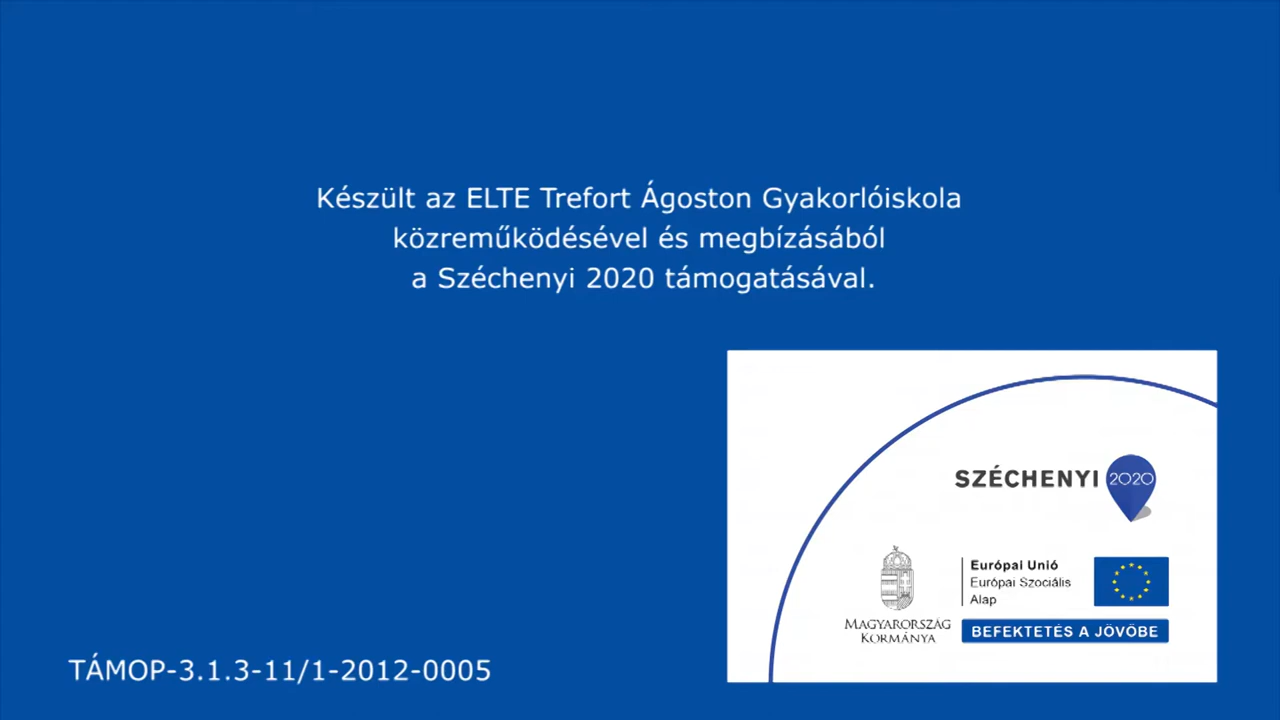 Készült az ELTE Trefort Ágoston Gyakorlóiskola
közreműködésével és megbízásából
a Széchenyi 2020 támogatásával.
SZÉCHENYI 2020
MAGYARORSZÁG
KORMÁNYA
Európai Unió
Európai Szociális
Alap
BEFEKTETÉS A JÖVŐBE
TÁMOP-3.1.3-11/1-2012-0005